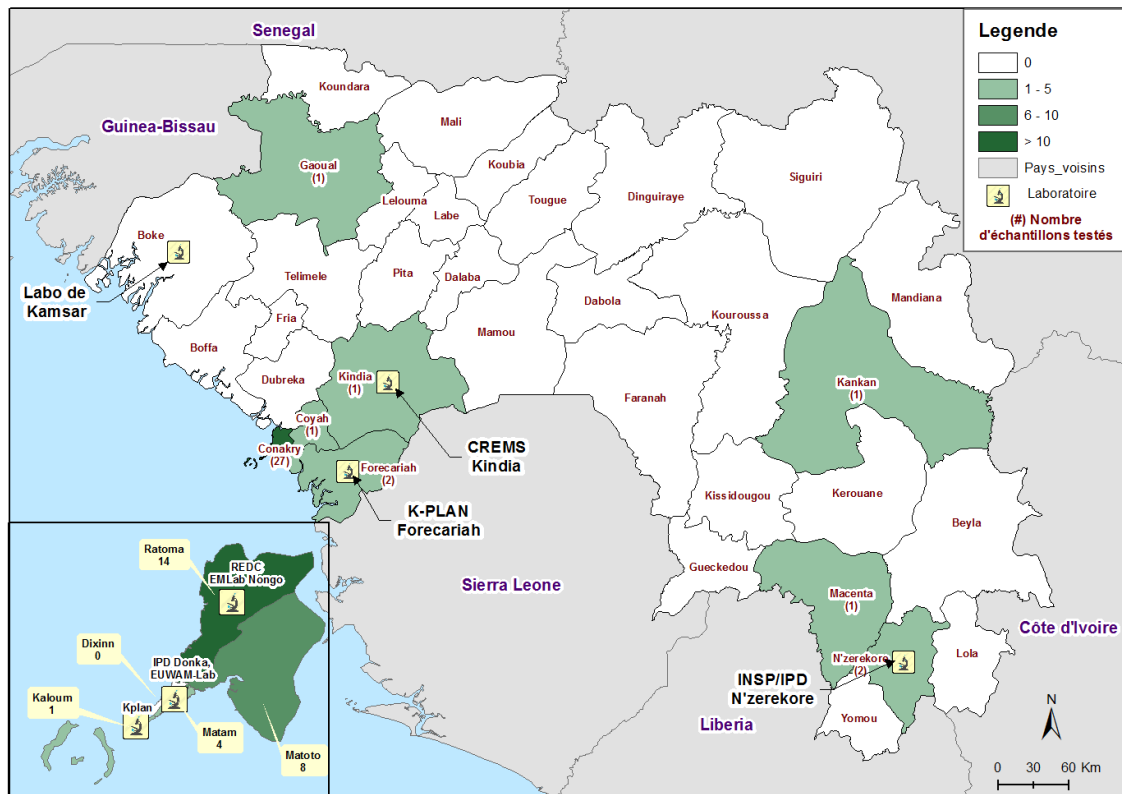 Senegal
Legende
0
1 - 5
6 - 10
> 10
Pays_voisins
Laboratoire
(#) Nombre
d'échantillons testés
Koundara
Guinea-Bissau
Mali
Gaoual
(1)
Koubia
Siguiri
Lelouma
Labe
Tougue
Dinguiraye
Boke
Telimele
Pita
Dalaba
Labo de
Kamsar
Dabola
Mandiana
Fria
Kouroussa
Boffa
Mamou
Dubreka
Kindia
(1)
Kankan
(1)
Faranah
Coyah
(1)
Conakry
(27)
CREMS
Kindia
Forecariah
(2)
K-PLAN
Forecariah
Kissidougou
Kerouane
Beyla
Gueckedou
Sierra Leone
Macenta
(1)
Côte d'Ivoire
N'zerekore
(2)
Lola
INSP/IPD
N'zerekore
Yomou
Liberia
Ratoma
14
REDC
EMLab Nongo
Dixinn
0
IPD Donka,
EUWAM-Lab
Kaloum
1
Kplan
Matam
4
Matoto
8
N
0 30 60 Km